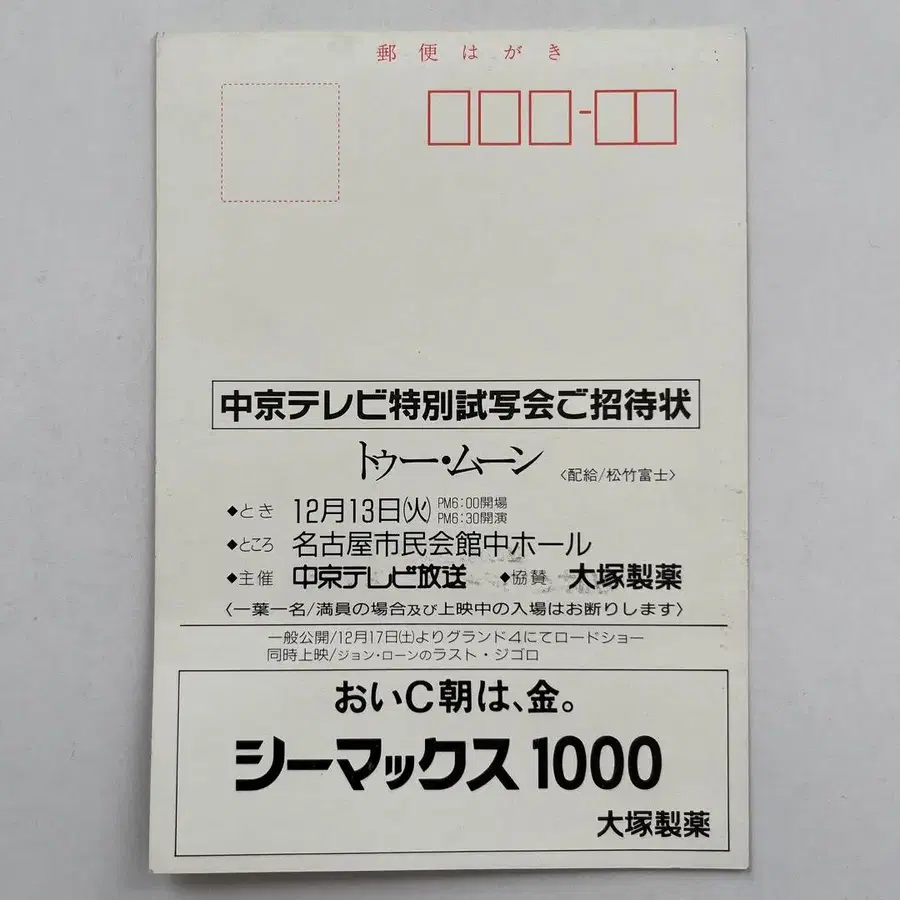 郵便はがき
中京テレビ特別試写会ご招待状
トゥー・ムーン 〈配給/松竹富士〉
◆とき 12月13日(火) PM6:00開場
PM6:30開演
◆ところ 名古屋市民会館中ホール
◆主催 中京テレビ放送 ◆協賛 大塚製薬
〈一葉一名/満員の場合及び上映中の入場はお断りします〉
一般公開/12月17日(土)よりグランド4にてロードショー
同時上映/ジョン・ローンのラスト・ジゴロ
おいC朝は、金。
シーマックス1000
大塚製薬